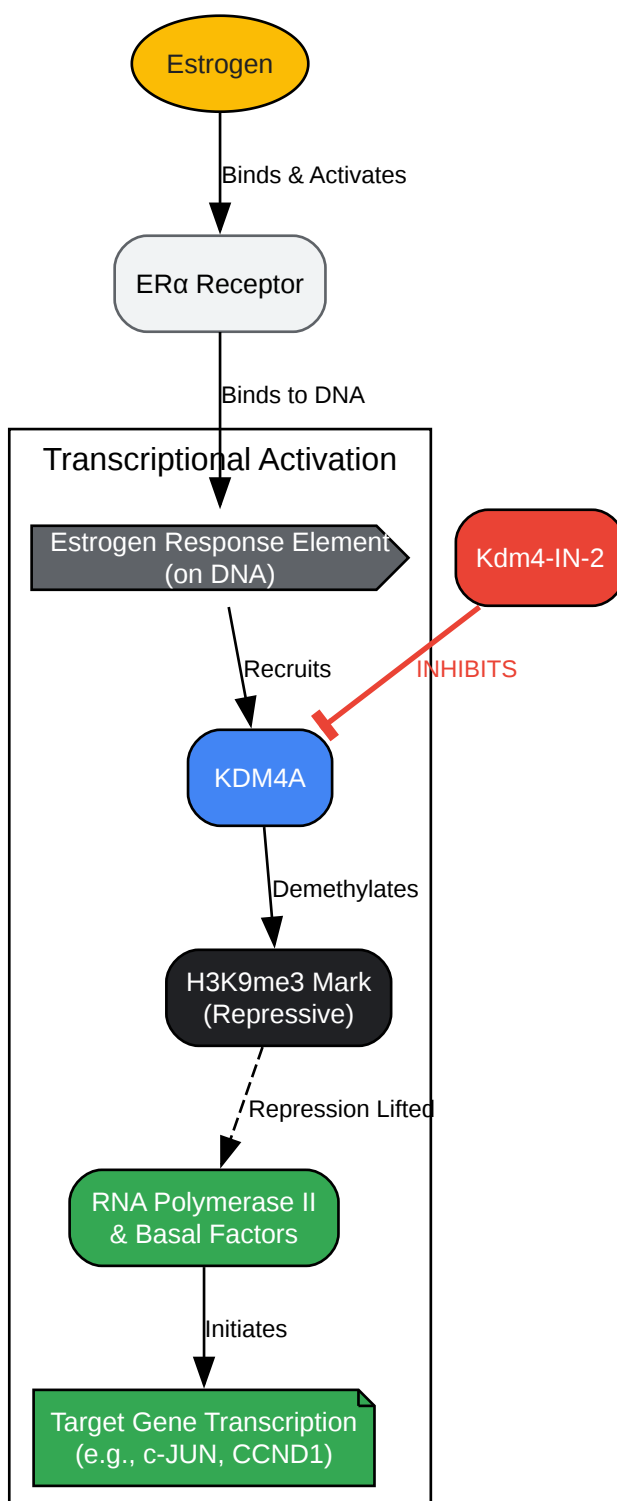 Estrogen
Binds & Activates
ERα Receptor
Binds to DNA
Transcriptional Activation
Estrogen Response Element
(on DNA)
Kdm4-IN-2
Recruits
INHIBITS
KDM4A
Demethylates
H3K9me3 Mark
(Repressive)
Repression Lifted
RNA Polymerase II
& Basal Factors
Initiates
Target Gene Transcription
(e.g., c-JUN, CCND1)